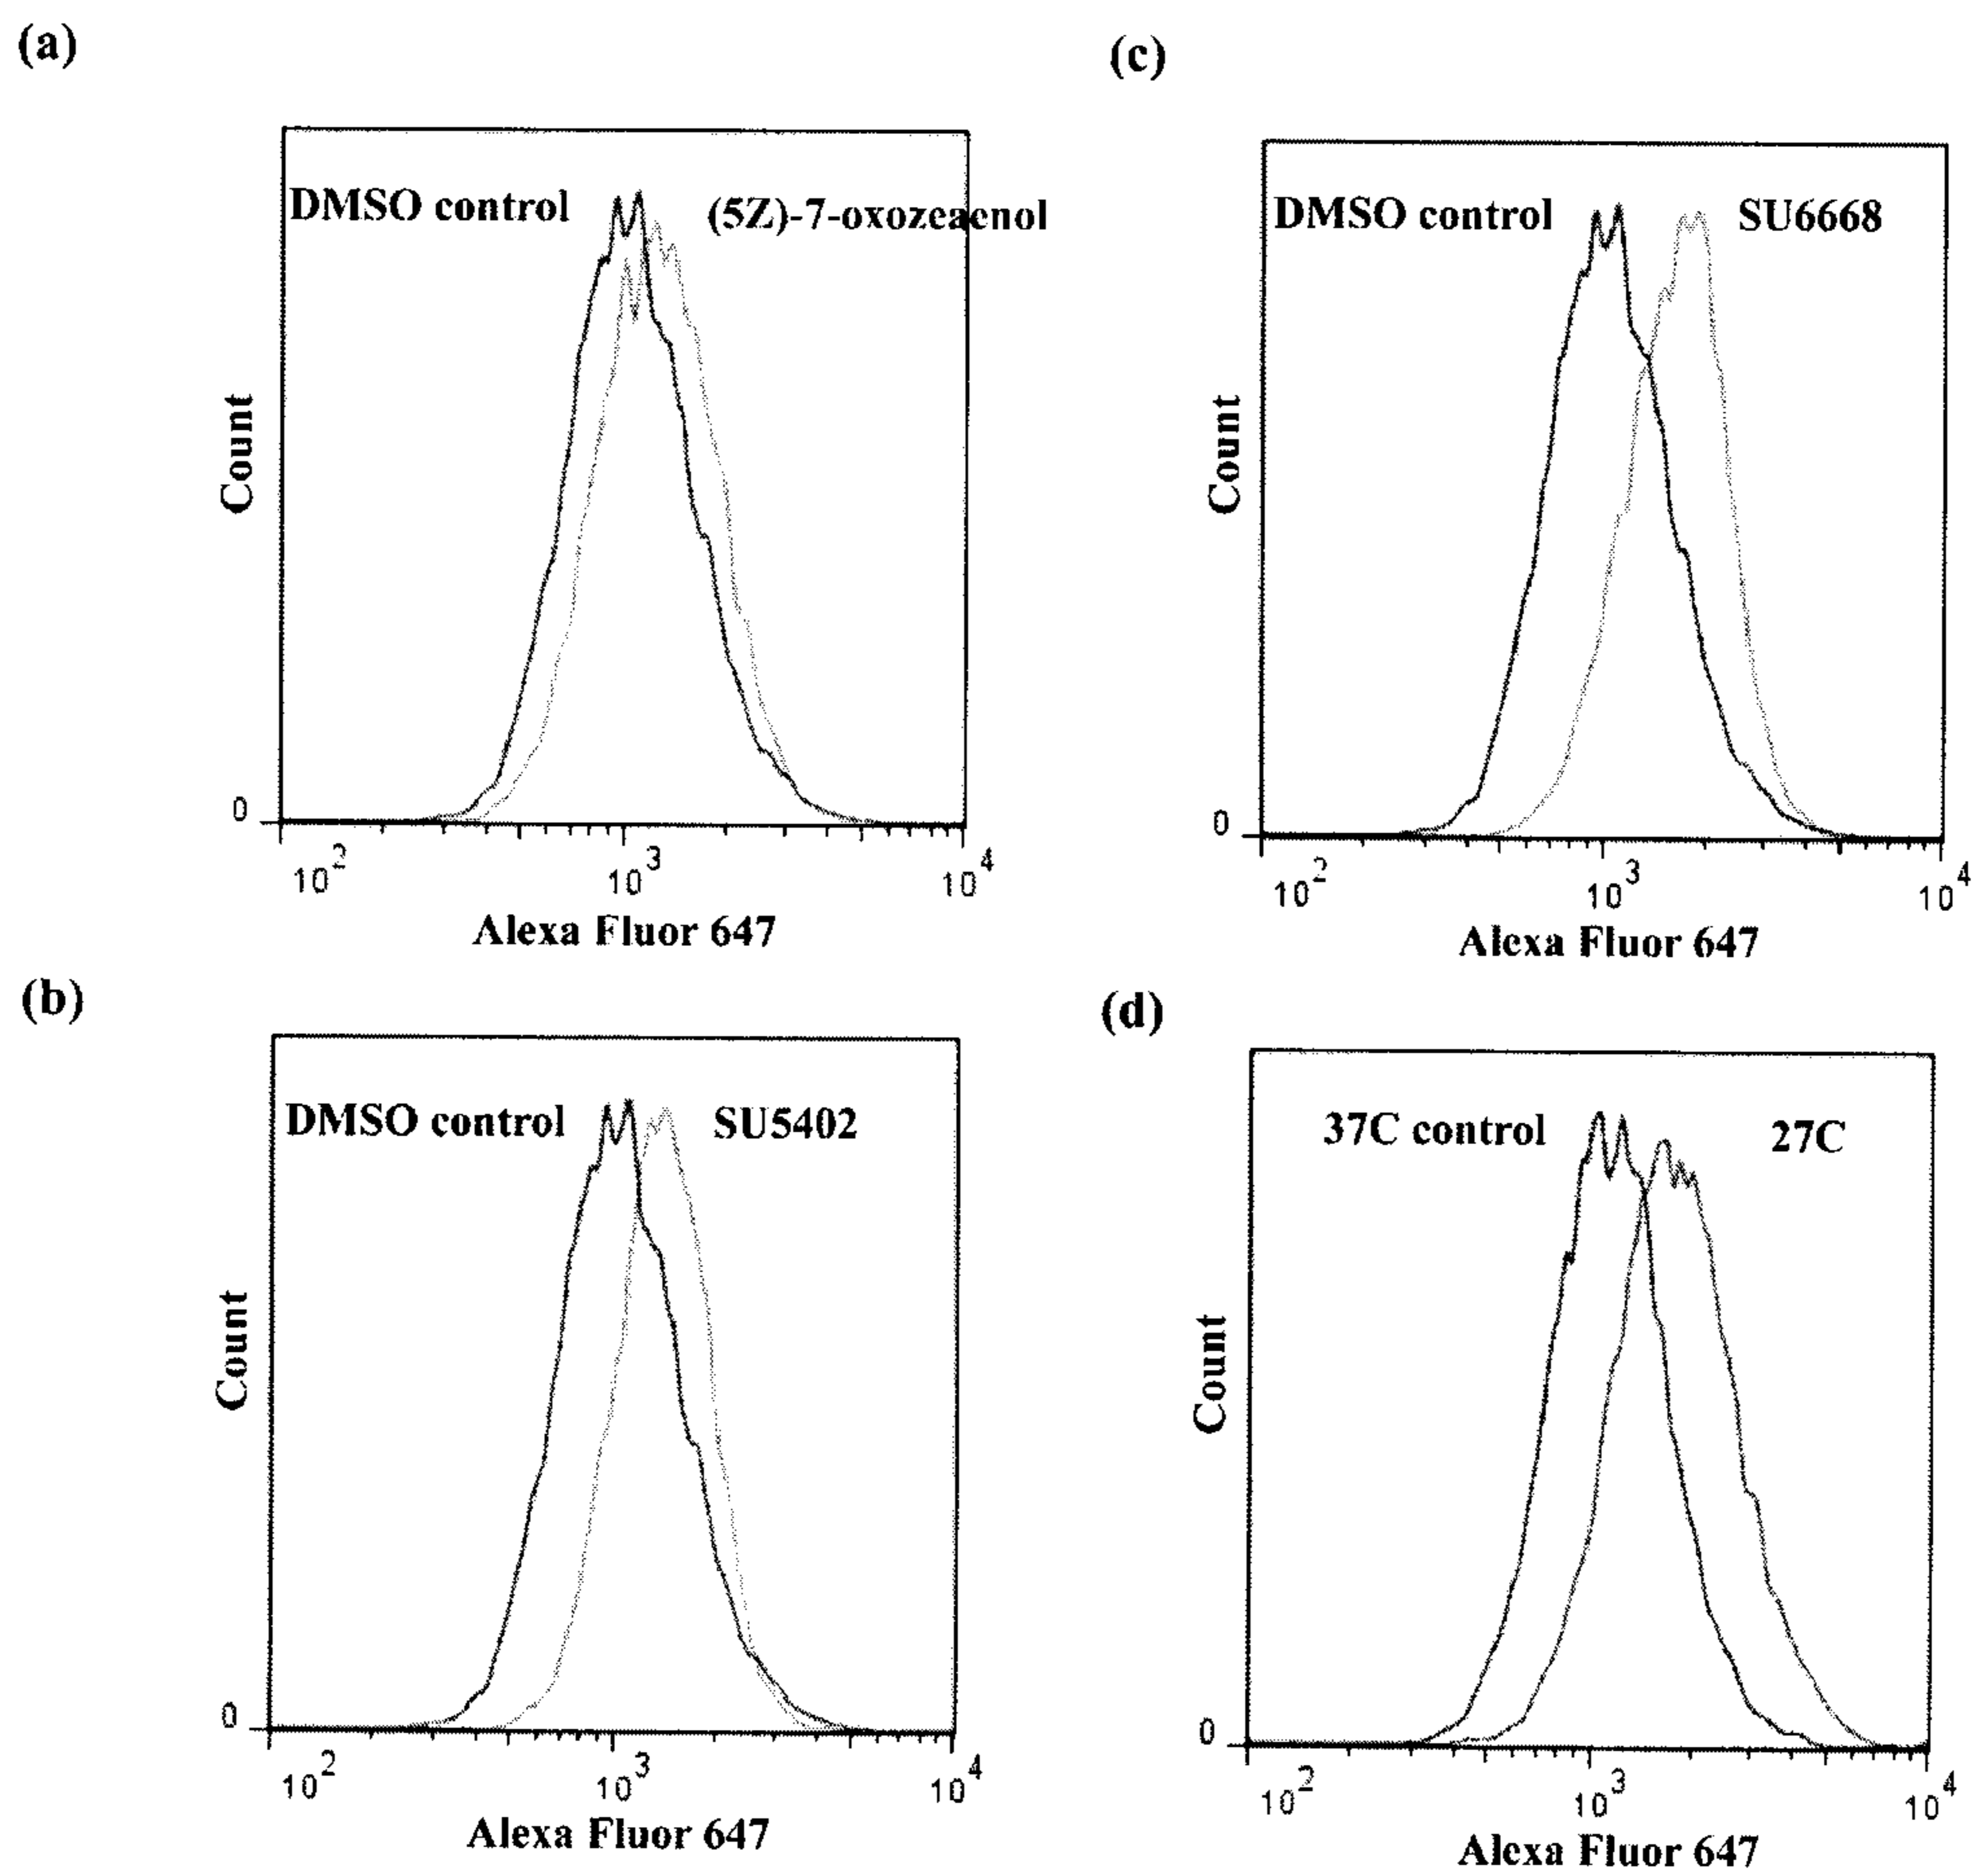 (a)
DMSO control (5Z)-7-oxozeaenol
Count
0
10^2 10^3 10^4
Alexa Fluor 647
(c)
DMSO control SU6668
Count
0
10^2 10^3 10^4
Alexa Fluor 647
(b)
DMSO control SU5402
Count
0
10^2 10^3 10^4
Alexa Fluor 647
(d)
37C control 27C
Count
0
10^2 10^3 10^4
Alexa Fluor 647